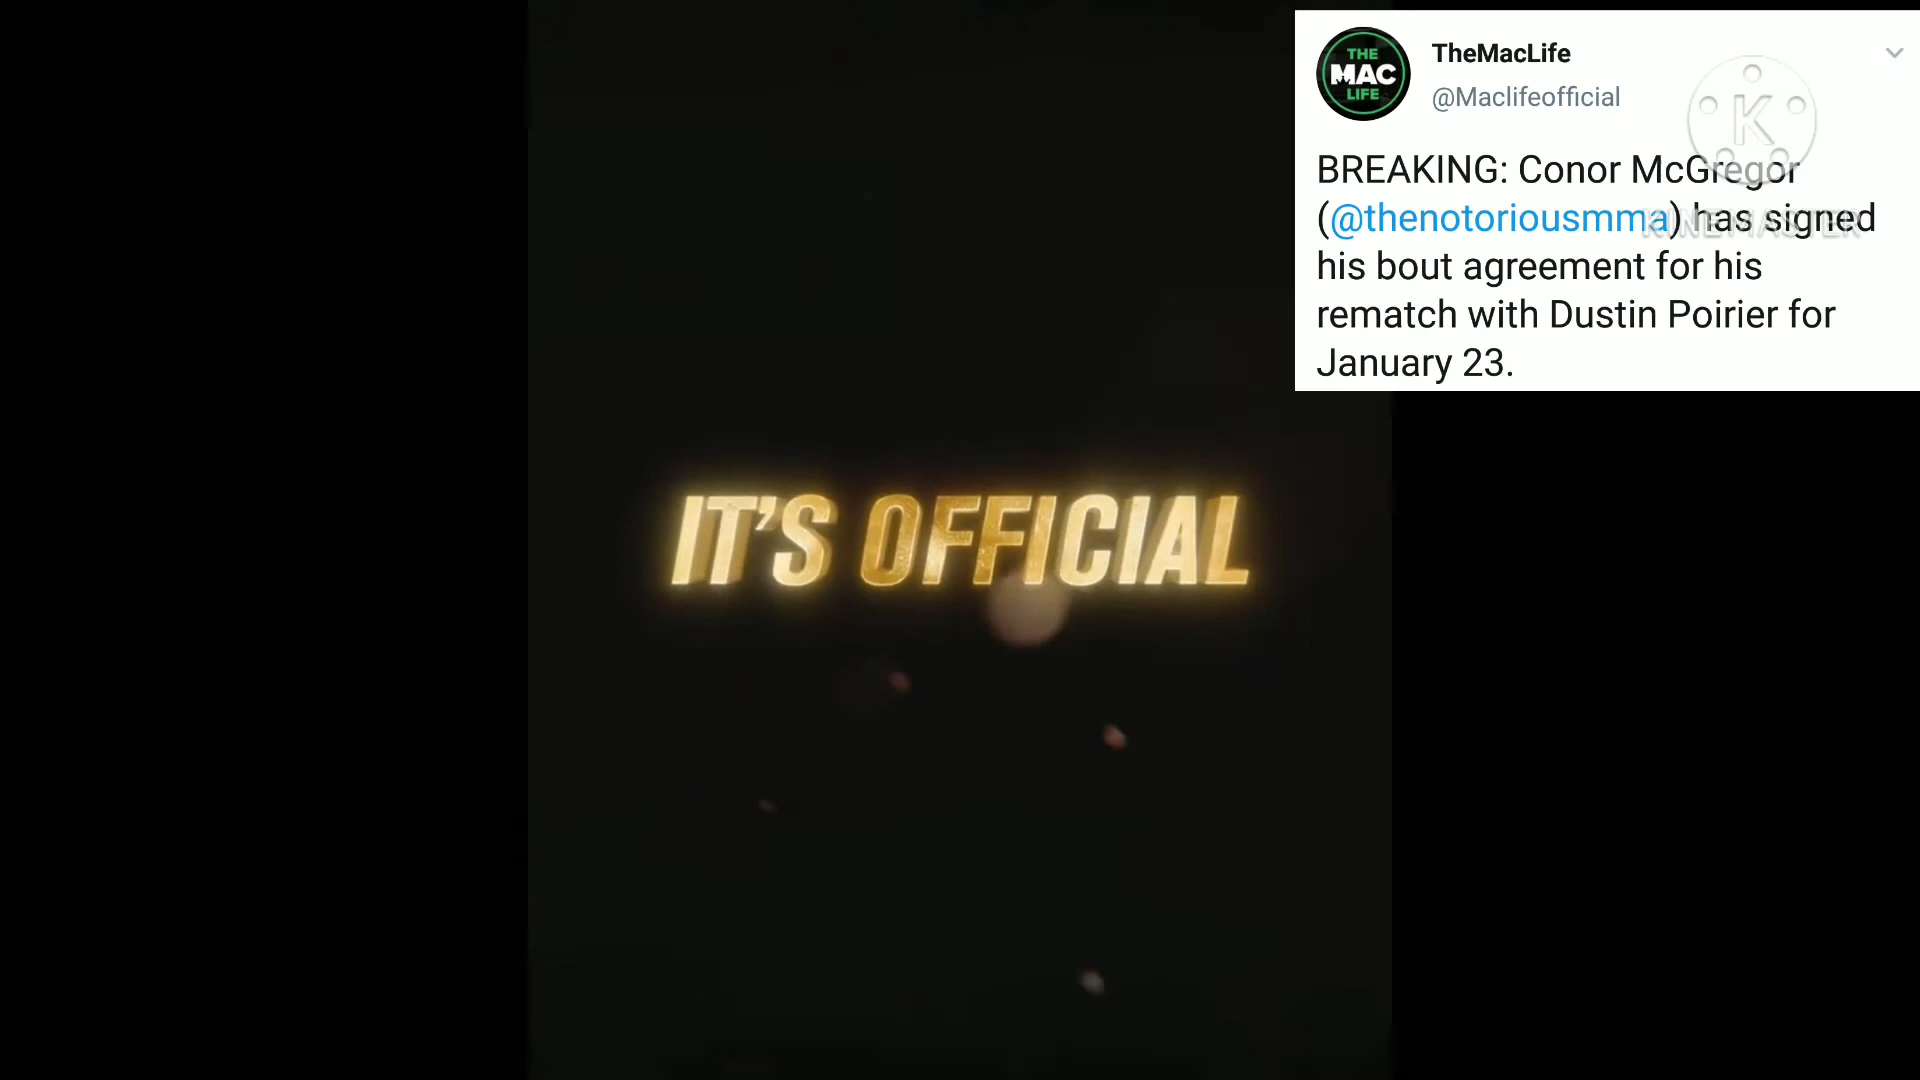 THE
MAC
LIFE
TheMacLife
@Maclifeofficial
K
KINEMASTER
BREAKING: Conor McGregor
(@thenotoriousmma) has signed
his bout agreement for his
rematch with Dustin Poirier for
January 23.
IT'S OFFICIAL